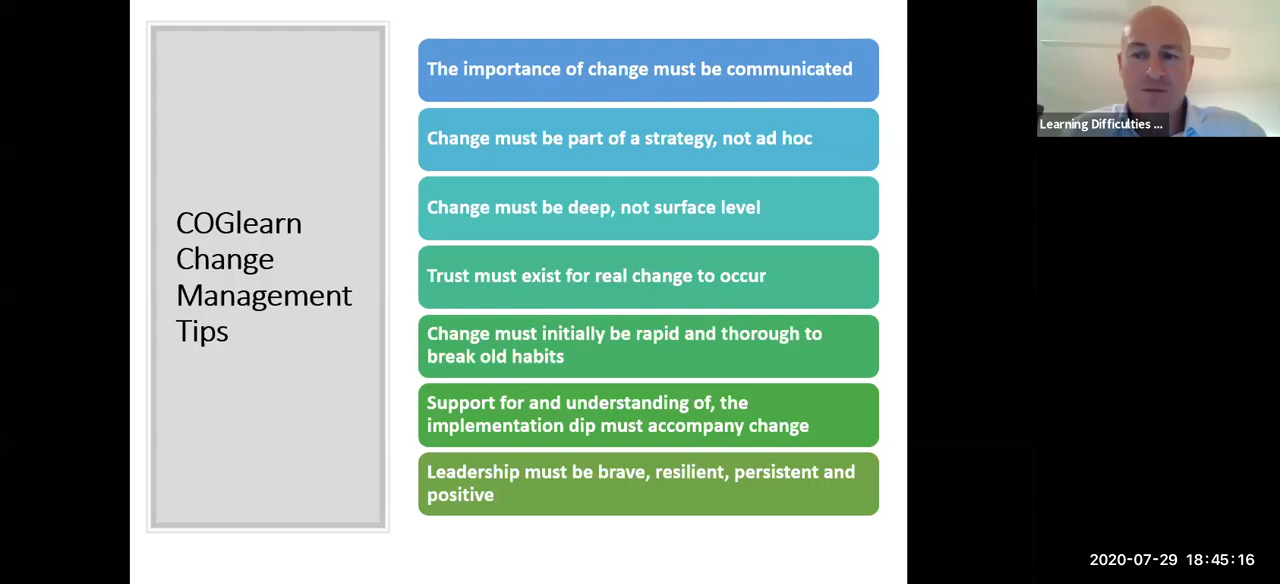 COGlearn
Change
Management
Tips
The importance of change must be communicated
Change must be part of a strategy, not ad hoc
Change must be deep, not surface level
Trust must exist for real change to occur
Change must initially be rapid and thorough to
break old habits
Support for and understanding of, the
implementation dip must accompany change
Leadership must be brave, resilient, persistent and
positive
Learning Difficulties ...
2020-07-29 18:45:16